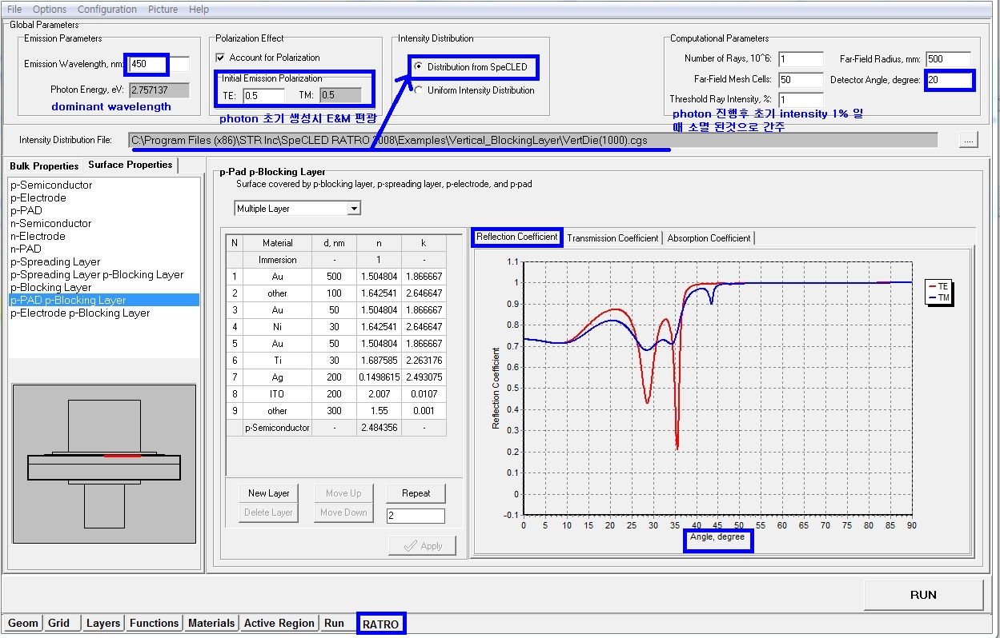 File Options Configuration Picture Help
Global Parameters
Emission Parameters
Emission Wavelength, nm: 450
Photon Energy, eV: 2.757137
dominant wavelength
Polarization Effect
Account for Polarization
Initial Emission Polarization
TE: 0.5 TM: 0.5
photon 초기 생성시 E&M 편광
Intensity Distribution
Distribution from SpeCLED
Uniform Intensity Distribution
Computational Parameters
Number of Rays, 10^6: 1 Far-Field Radius, mm: 500
Far-Field Mesh Cells: 50 Detector Angle, degree: 20
Threshold Ray Intensity, %: 1
photon 진행후 초기 intensity 1% 일
때 소멸 된것으로 간주
Intensity Distribution File: C:\Program Files (x86)\STR Inc\SpeCLED RATRO 2008\Examples\Vertical_BlockingLayer\VertDie(1000).cgs ....
Bulk Properties Surface Properties
p-Semiconductor
p-Electrode
p-PAD
n-Semiconductor
n-Electrode
n-PAD
p-Spreading Layer
p-Spreading Layer p-Blocking Layer
p-Blocking Layer
p-PAD p-Blocking Layer
p-Electrode p-Blocking Layer
p-Pad p-Blocking Layer
Surface covered by p-blocking layer, p-spreading layer, p-electrode, and p-pad
Multiple Layer
N Material d, nm n k
Immersion - 1 -
1 Au 500 1.504804 1.866667
2 other 100 1.642541 2.646647
3 Au 50 1.504804 1.866667
4 Ni 30 1.642541 2.646647
5 Au 50 1.504804 1.866667
6 Ti 30 1.687585 2.263176
7 Ag 200 0.1498615 2.493075
8 ITO 200 2.007 0.0107
9 other 300 1.55 0.001
p-Semiconductor - 2.484356 -
New Layer Move Up Repeat
Delete Layer Move Down 2
Apply
Reflection Coefficient Transmission Coefficient Absorption Coefficient
1.1
1
0.9
0.8
0.7
0.6
0.5
0.4
0.3
0.2
0.1
0
-0.1
Reflection Coefficient
0 5 10 15 20 25 30 35 40 45 50 55 60 65 70 75 80 85 90
Angle, degree
TE
TM
RUN
Geom Grid Layers Functions Materials Active Region Run RATRO